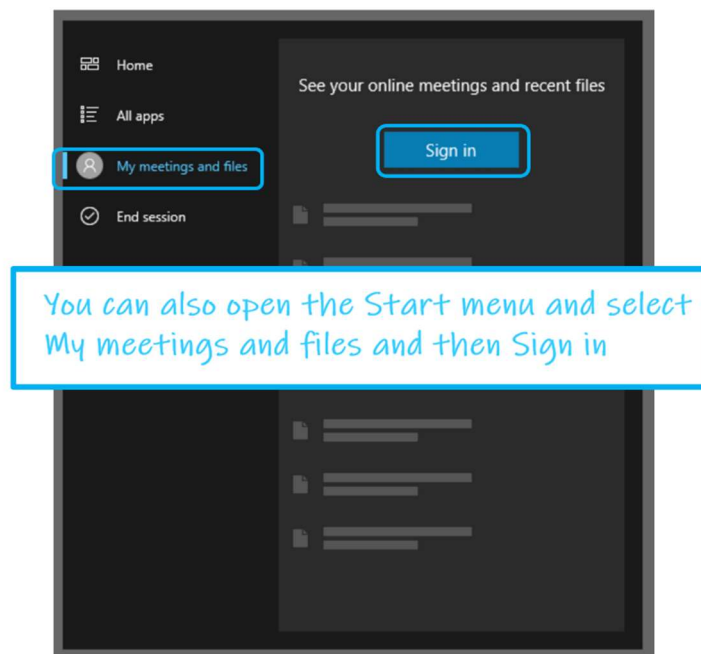 Home
All apps
My meetings and files
End session
See your online meetings and recent files
Sign in
You can also open the Start menu and select
My meetings and files and then Sign in